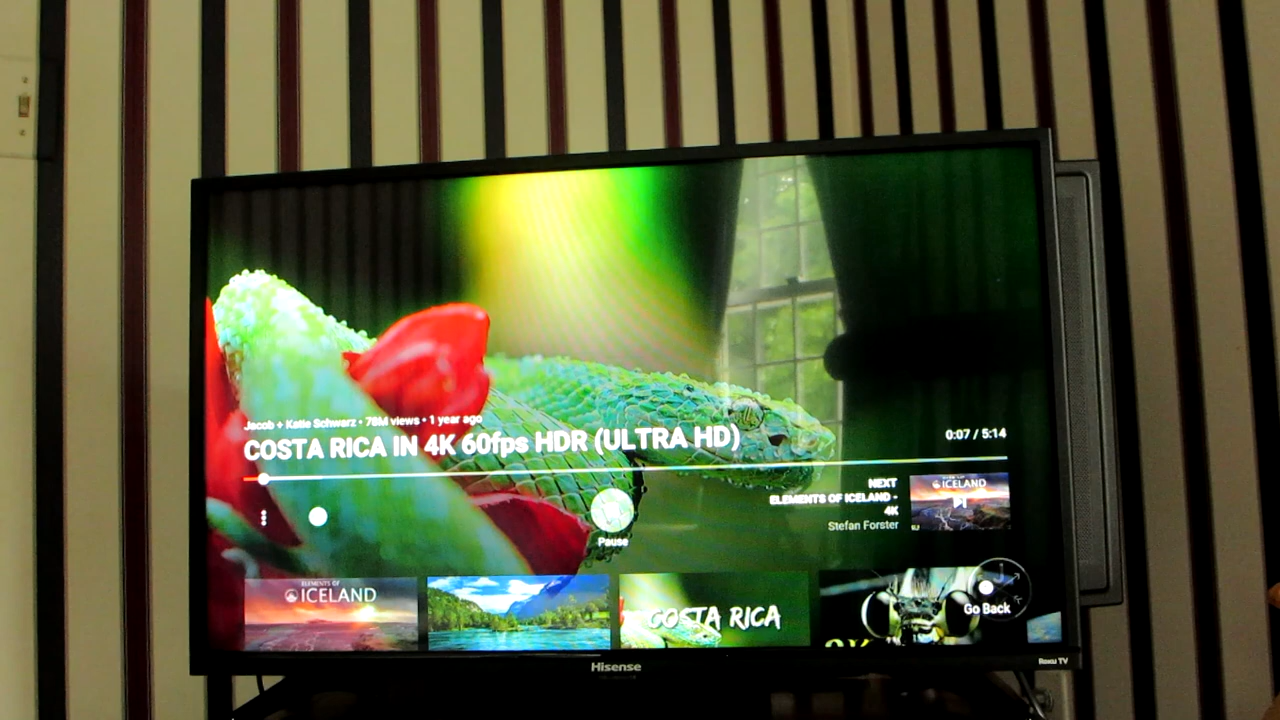 Jacob + Katie Schwarz • 78M views • 1 year ago
COSTA RICA IN 4K 60fps HDR (ULTRA HD)
0:07 / 5:14
NEXT
ELEMENTS OF ICELAND -
4K
Stefan Forster
ICELAND
Pause
ELEMENTS OF
ICELAND
COSTA RICA
Go Back
Hisense
Roku TV